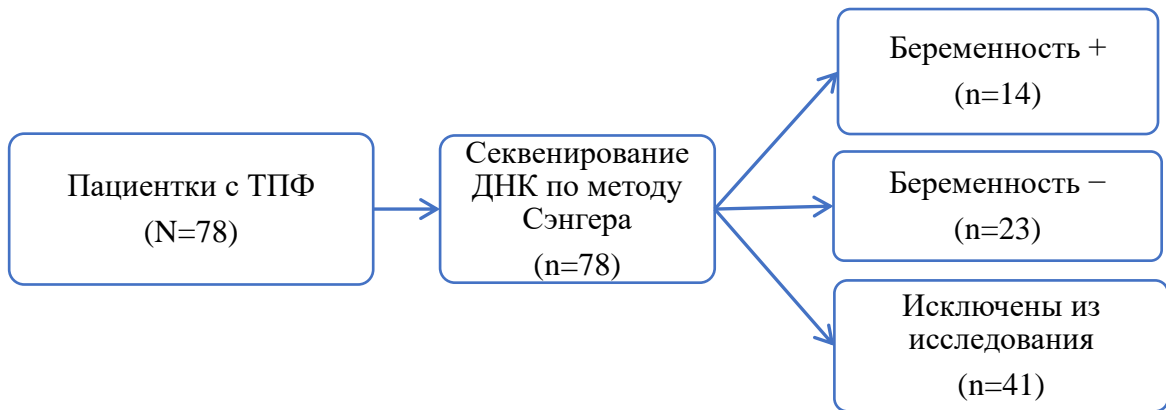 Пациентки с ТПФ
(N=78)
Секвенирование
ДНК по методу
Сэнгера
(n=78)
Беременность +
(n=14)
Беременность −
(n=23)
Исключены из
исследования
(n=41)